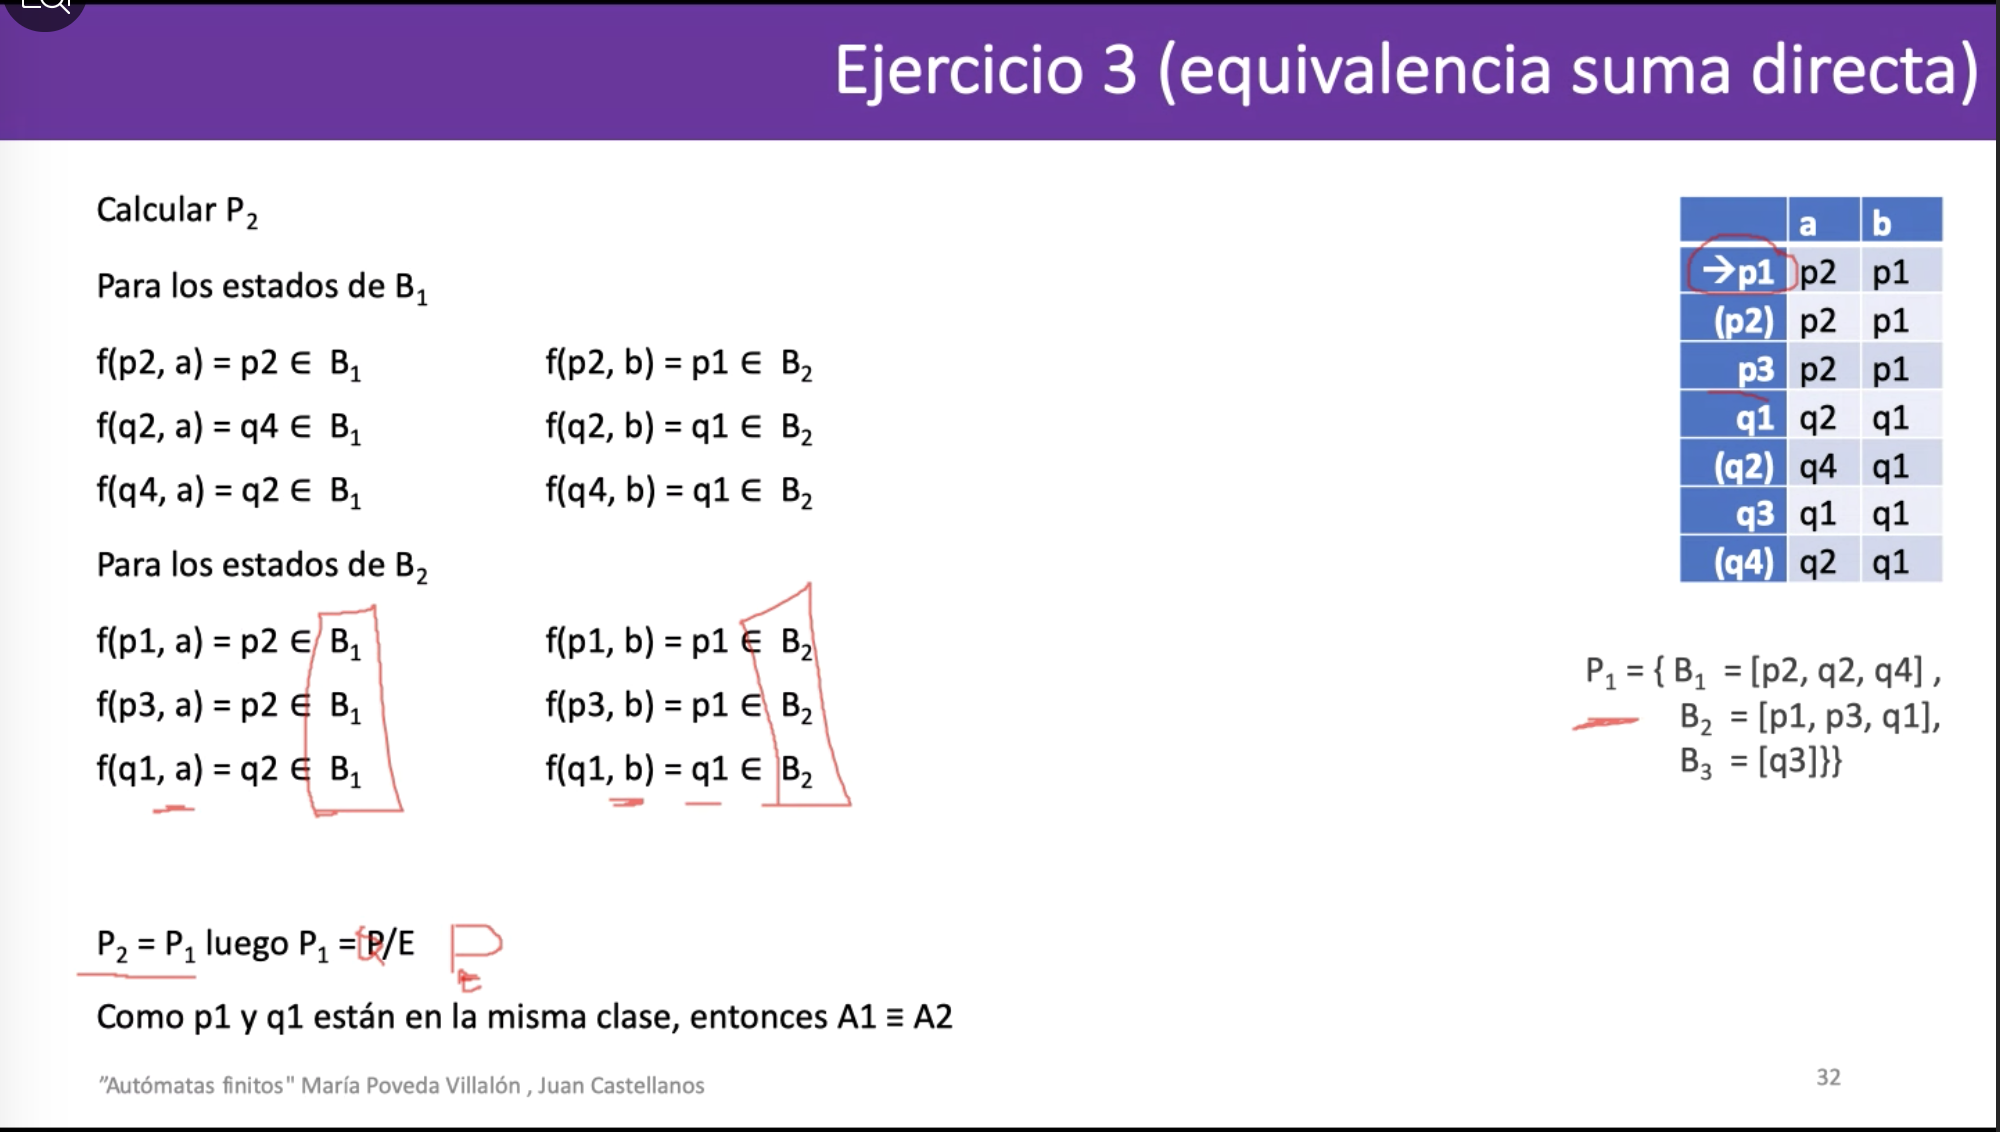 Ejercicio 3 (equivalencia suma directa)
Calcular P₂
Para los estados de B₁
f(p2, a) = p2 ∈ B₁ f(p2, b) = p1 ∈ B₂
f(q2, a) = q4 ∈ B₁ f(q2, b) = q1 ∈ B₂
f(q4, a) = q2 ∈ B₁ f(q4, b) = q1 ∈ B₂
Para los estados de B₂
f(p1, a) = p2 ∈ B₁ f(p1, b) = p1 ∈ B₂
f(p3, a) = p2 ∈ B₁ f(p3, b) = p1 ∈ B₂
f(q1, a) = q2 ∈ B₁ f(q1, b) = q1 ∈ B₂
P₂ = P₁ luego P₁ = P/E P
E
Como p1 y q1 están en la misma clase, entonces A1 ≡ A2
a b
→p1 p2 p1
(p2) p2 p1
p3 p2 p1
q1 q2 q1
(q2) q4 q1
q3 q1 q1
(q4) q2 q1
P₁ = { B₁ = [p2, q2, q4] ,
B₂ = [p1, p3, q1],
B₃ = [q3]}}
"Autómatas finitos" María Poveda Villalón , Juan Castellanos
32